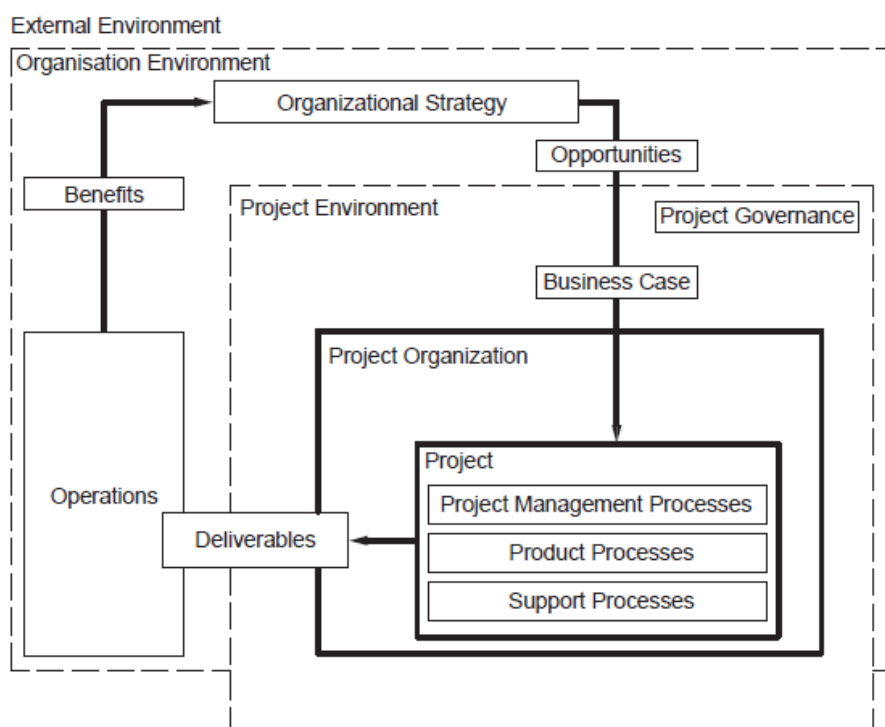 External Environment
Organisation Environment
Organizational Strategy
Opportunities
Benefits
Project Environment
Project Governance
Business Case
Project Organization
Project
Operations
Project Management Processes
Deliverables
Product Processes
Support Processes